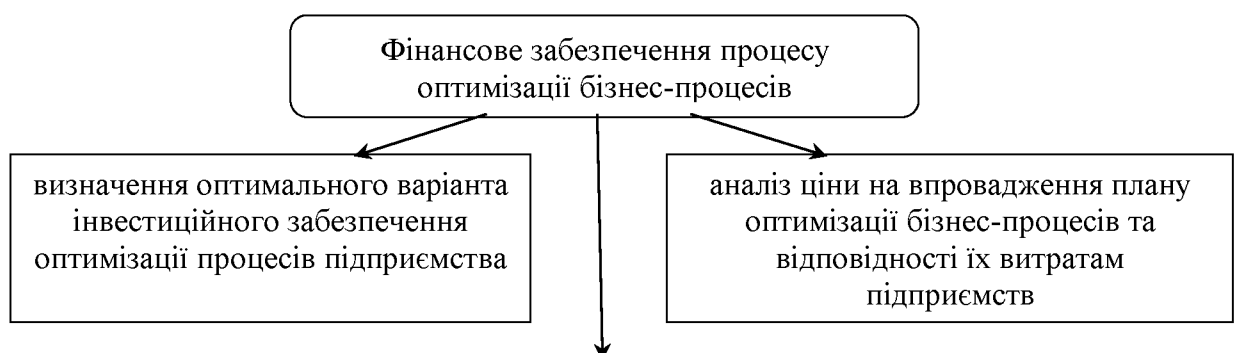 Фінансове забезпечення процесу
оптимізації бізнес-процесів
визначення оптимального варіанта
інвестиційного забезпечення
оптимізації процесів підприємства
аналіз ціни на впровадження плану
оптимізації бізнес-процесів та
відповідності їх витратам
підприємств